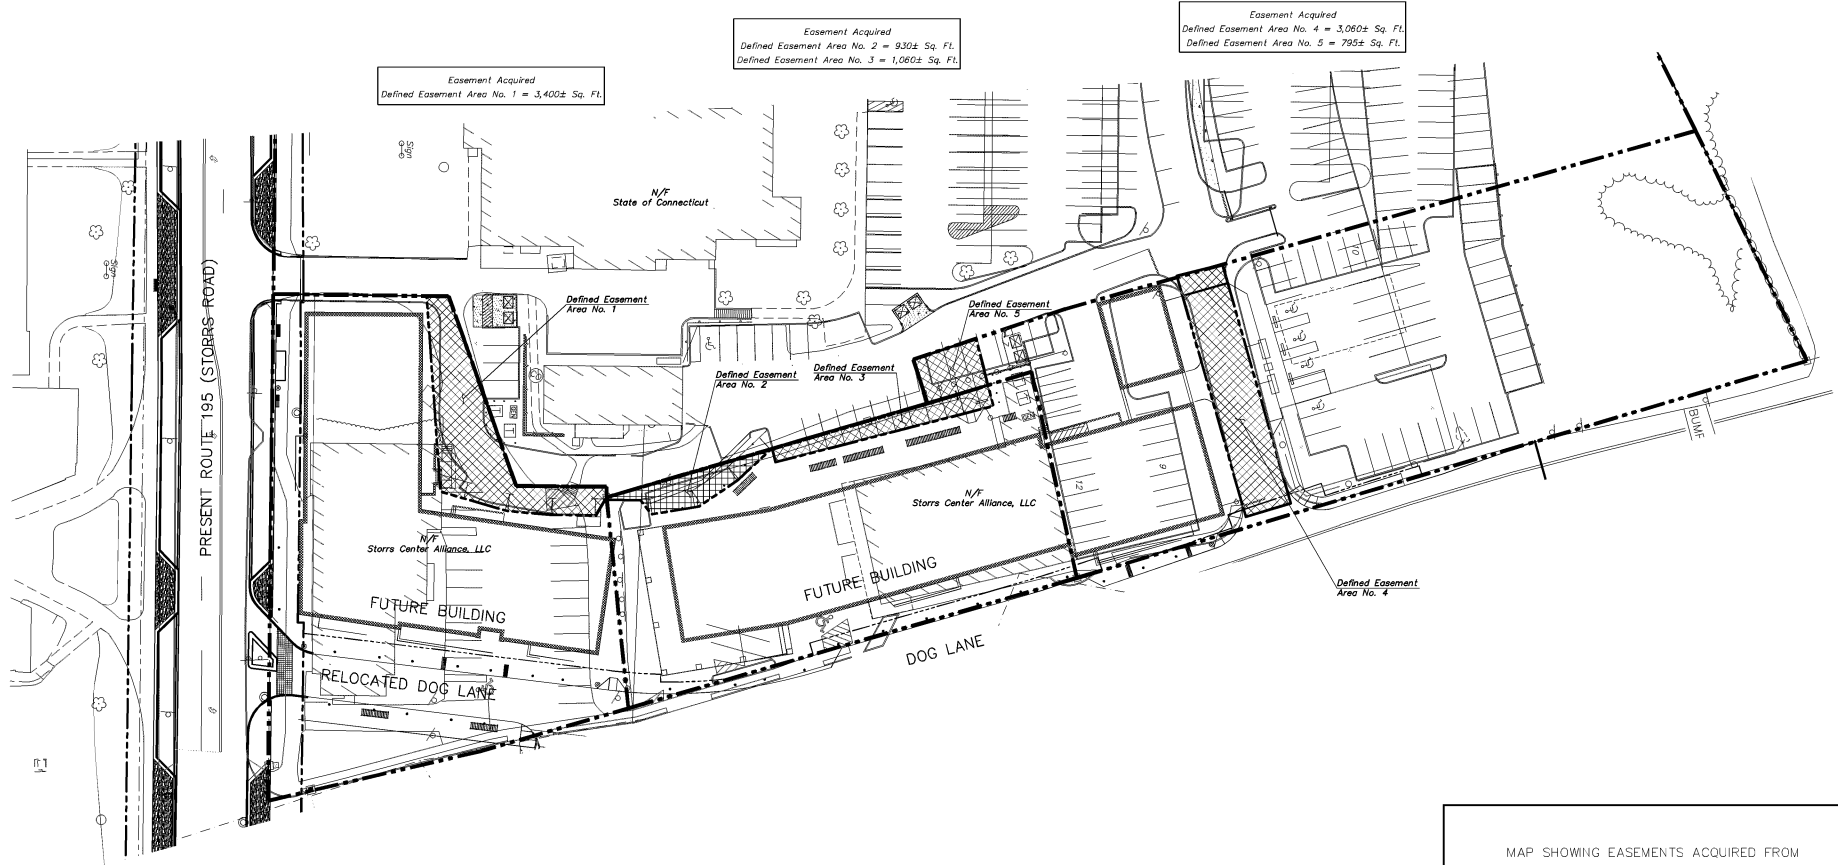 Easement Acquired
Defined Easement Area No. 4 = 3,060± Sq. Ft.
Defined Easement Area No. 5 = 795± Sq. Ft.
Easement Acquired
Defined Easement Area No. 2 = 930± Sq. Ft.
Defined Easement Area No. 3 = 1,060± Sq. Ft.
Easement Acquired
Defined Easement Area No. 1 = 3,400± Sq. Ft.
Sign
N/F
State of Connecticut
Sign
10
PRESENT ROUTE 195 (STORRS ROAD)
Defined Easement
Area No. 1
Defined Easement
Area No. 5
Defined Easement
Area No. 2
Defined Easement
Area No. 3
9
12
N/F
Storrs Center Alliance, LLC
N/F
Storrs Center Alliance, LLC
FUTURE BUILDING
FUTURE BUILDING
Defined Easement
Area No. 4
DOG LANE
RELOCATED DOG LANE
MAP SHOWING EASEMENTS ACQUIRED FROM